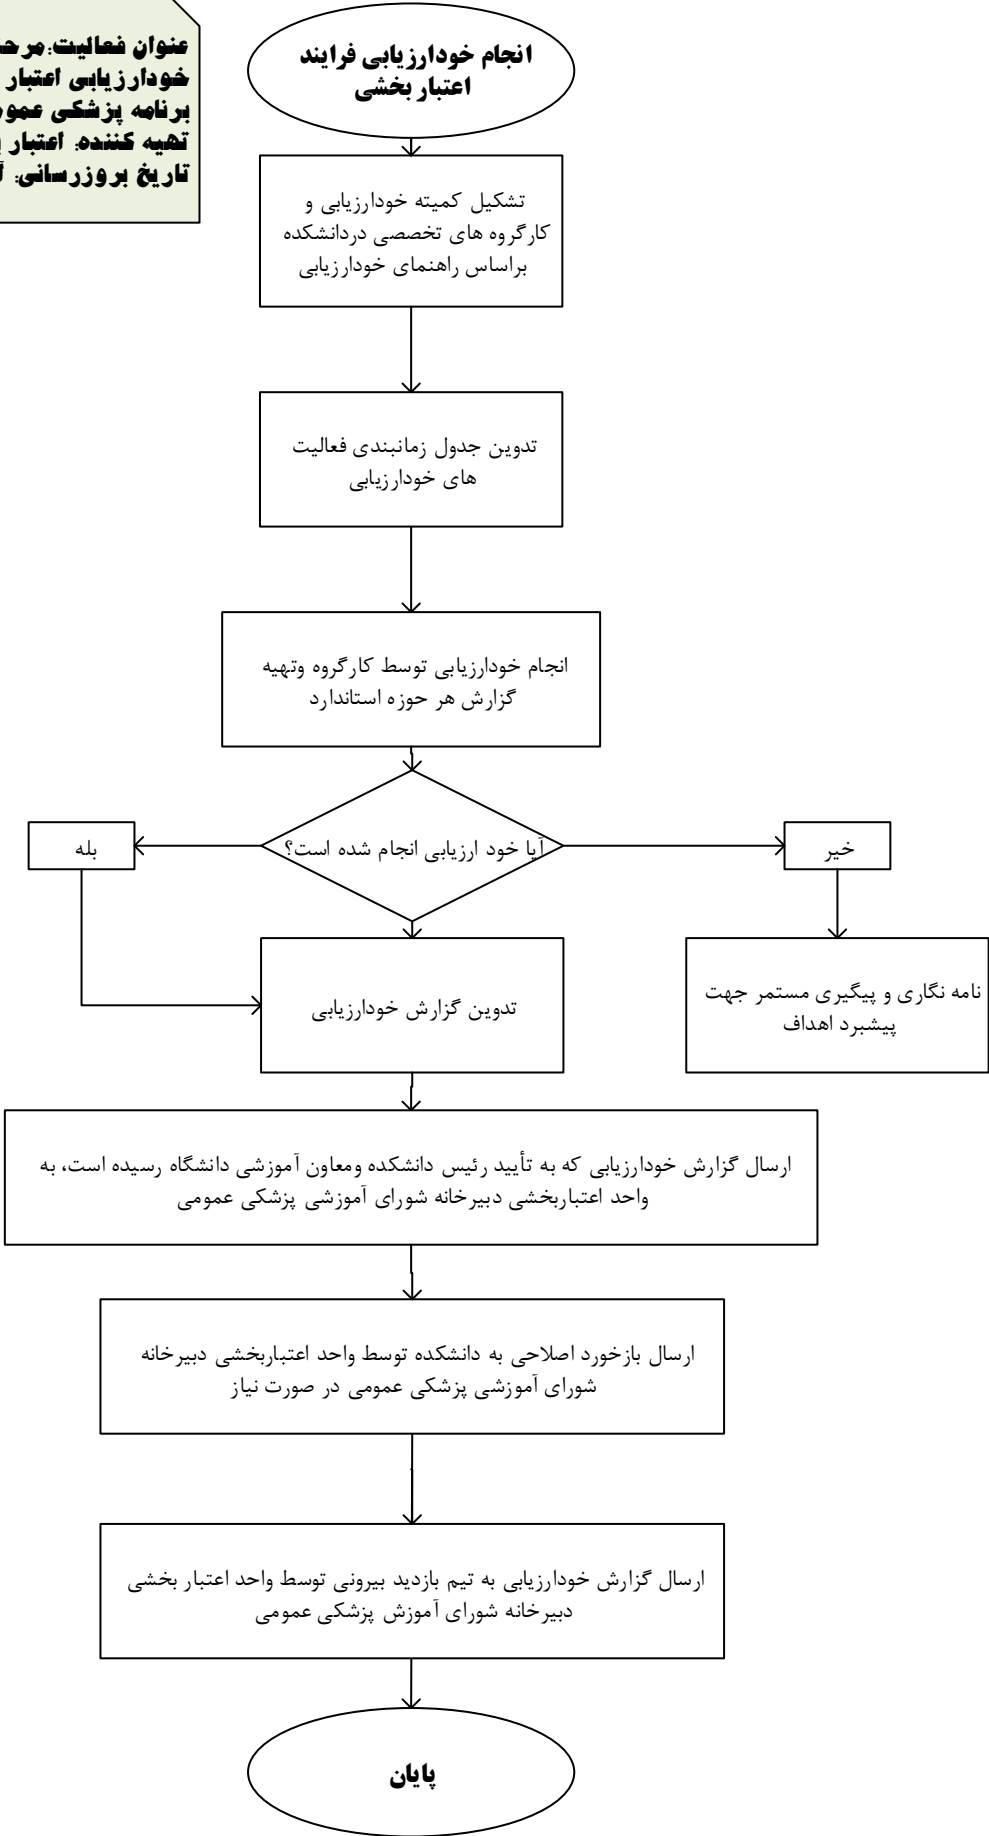 عنوان فعالیت:
خودارزیابی اعتبار
برنامه پزشکی
تهیه کننده: اعتبار
تاریخ بروزرسانی:
انجام خودارزیابی فرایند
اعتبار بخشی
تشکیل کمیته خودارزیابی و
کارگروه های تخصصی دردانشکده
براساس راهنمای خودارزیابی
تدوین جدول زمانبندی فعالیت
های خودارزیابی
انجام خودارزیابی توسط کارگروه وتهیه
گزارش هر حوزه استاندارد
آیا خود ارزیابی انجام شده است؟
خیر
بله
نامه نگاری و پیگیری مستمر جهت
پیشبرد اهداف
تدوین گزارش خودارزیابی
ارسال گزارش خودارزیابی که به تأیید رئیس دانشکده ومعاون آموزشی دانشگاه رسیده است، به
واحد اعتباربخشی دبیرخانه شورای آموزشی پزشکی عمومی
ارسال بازخورد اصلاحی به دانشکده توسط واحد اعتباربخشی دبیرخانه
شورای آموزشی پزشکی عمومی در صورت نیاز
ارسال گزارش خودارزیابی به تیم بازدید بیرونی توسط واحد اعتبار بخشی
دبیرخانه شورای آموزش پزشکی عمومی
پایان